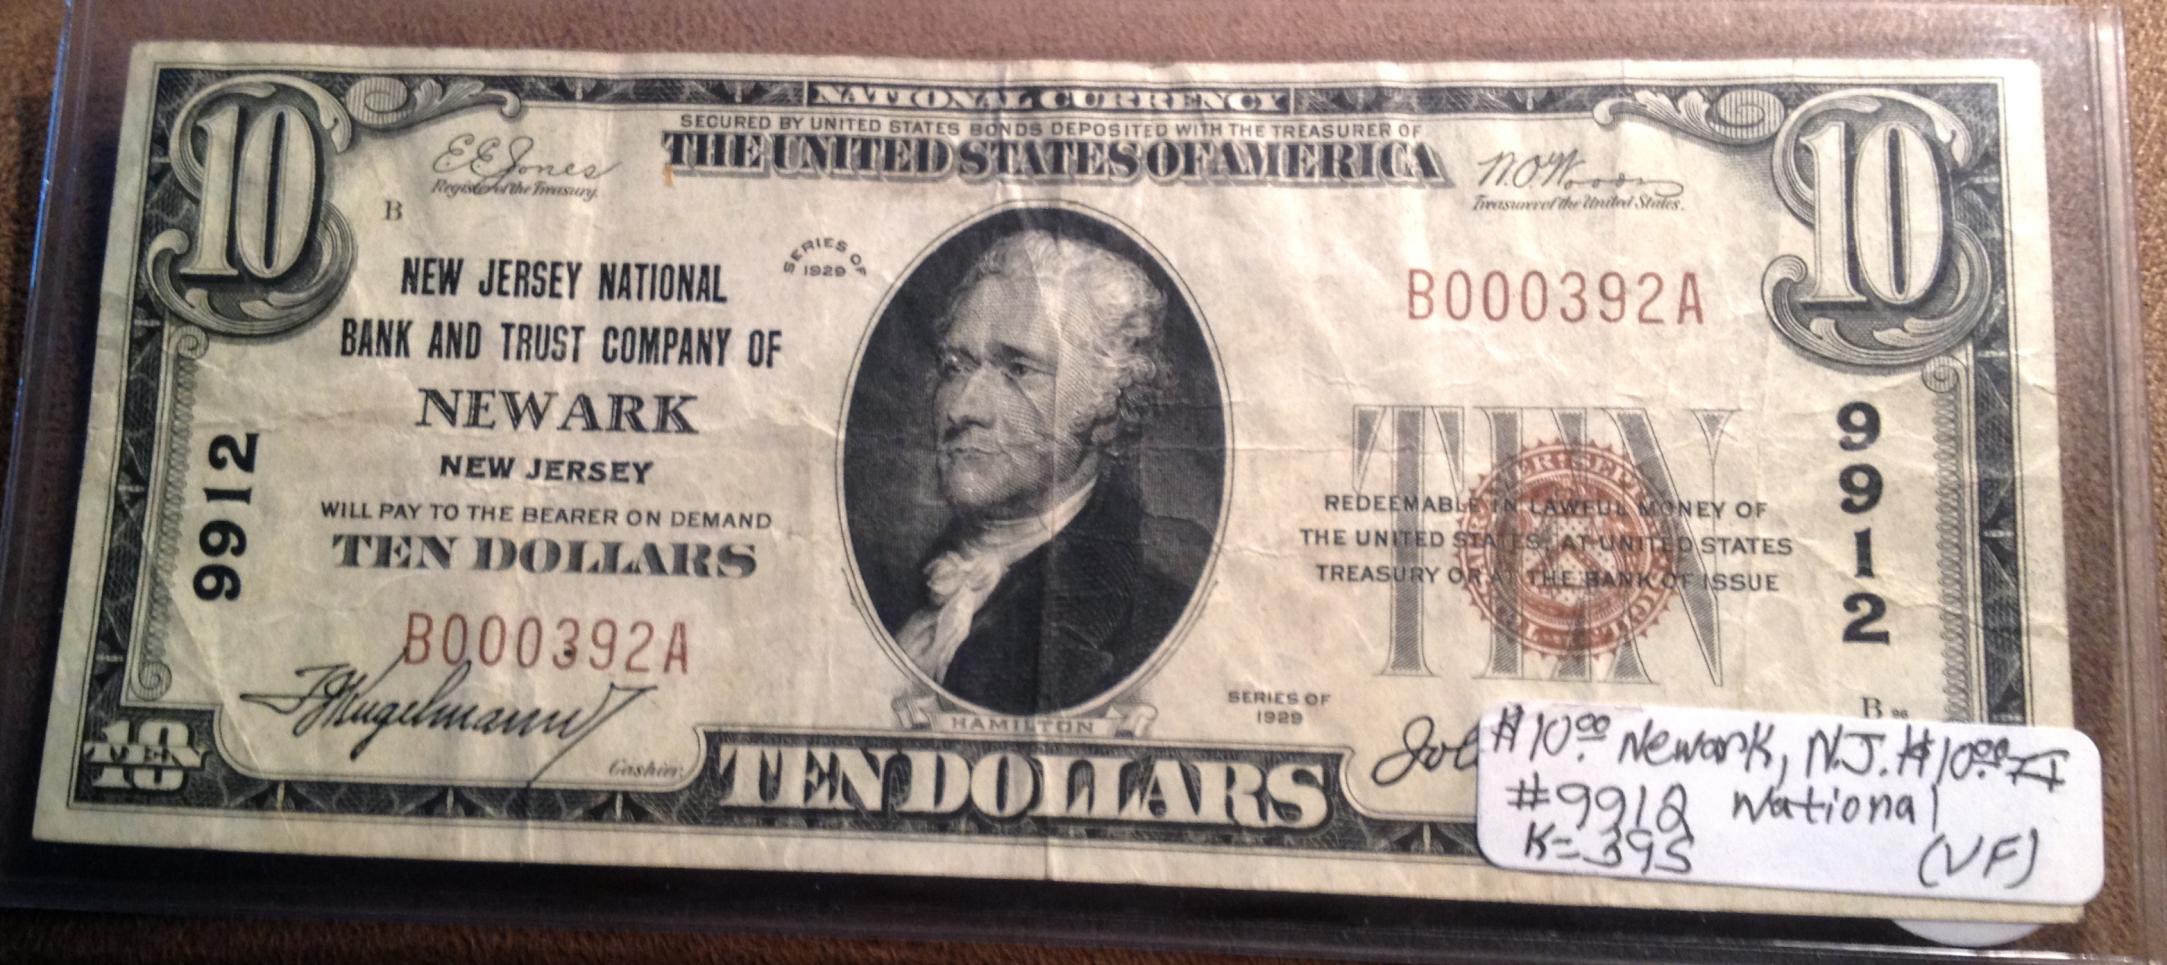 10
NATIONAL CURRENCY
10
SECURED BY UNITED STATES BONDS DEPOSITED WITH THE TREASURER OF
THE UNITED STATES OF AMERICA
E E Jones
Register of the Treasury.
W.O. Woods
Treasurer of the United States.
B
SERIES OF
1929
NEW JERSEY NATIONAL
BANK AND TRUST COMPANY OF
NEWARK
NEW JERSEY
WILL PAY TO THE BEARER ON DEMAND
TEN DOLLARS
B000392A
9912
B000392A
TEN
REDEEMABLE IN LAWFUL MONEY OF
THE UNITED STATES AT UNITED STATES
TREASURY OR AT THE BANK OF ISSUE
9912
SERIES OF
1929
B
HAMILTON
Cashier
10
TEN
TEN DOLLARS
$10.00 Newark, N.J. $10.00 TI
#9912 National
K=395
(VF)